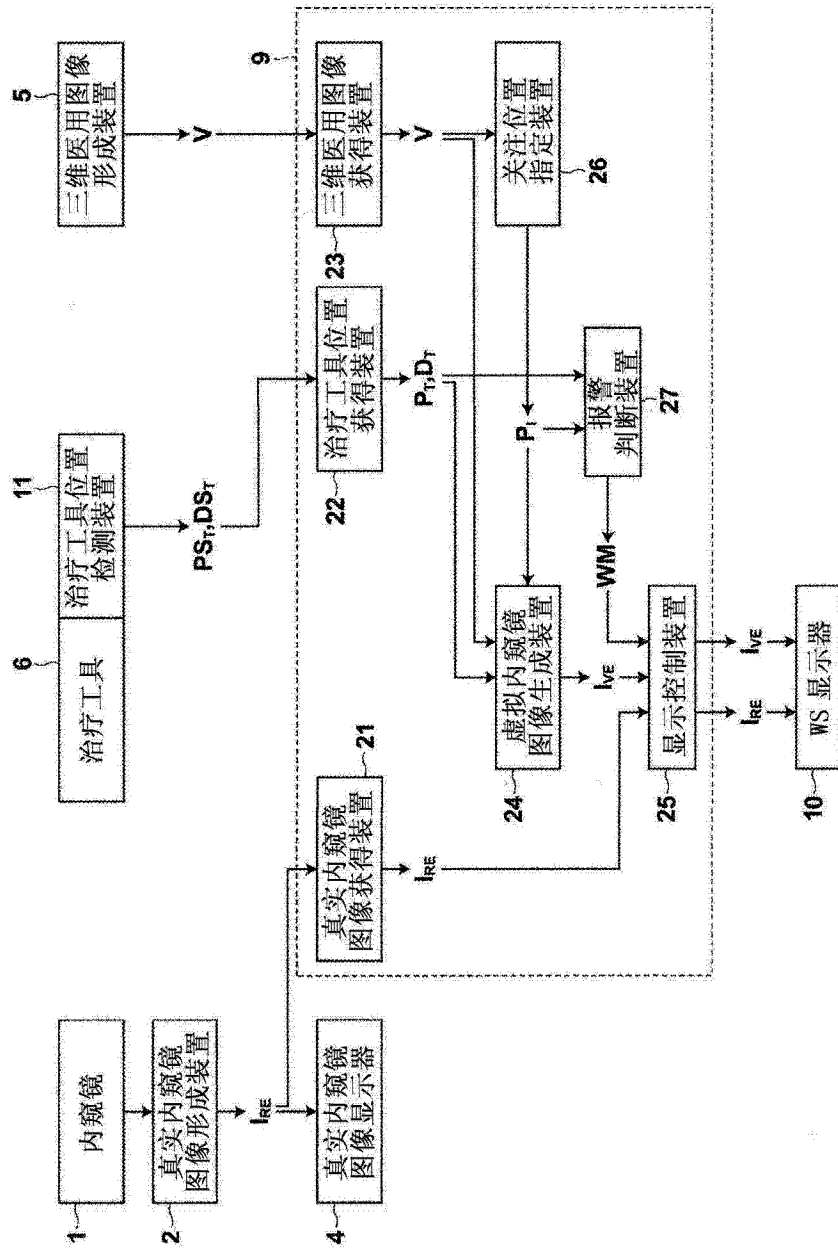 1
内窥镜
2
真实内窥镜
图像形成装置
I_RE
4
真实内窥镜
图像显示器
6
治疗工具
11
治疗工具位置
检测装置
PS_T,DS_T
5
三维医用图像
形成装置
V
9
21
真实内窥镜
图像获得装置
I_RE
22
治疗工具位置
获得装置
P_T,D_T
23
三维医用图像
获得装置
V
24
虚拟内窥镜
图像生成装置
I_VE
P_I
26
关注位置
指定装置
27
报警
判断装置
WM
25
显示控制装置
I_RE
I_VE
10
WS 显示器